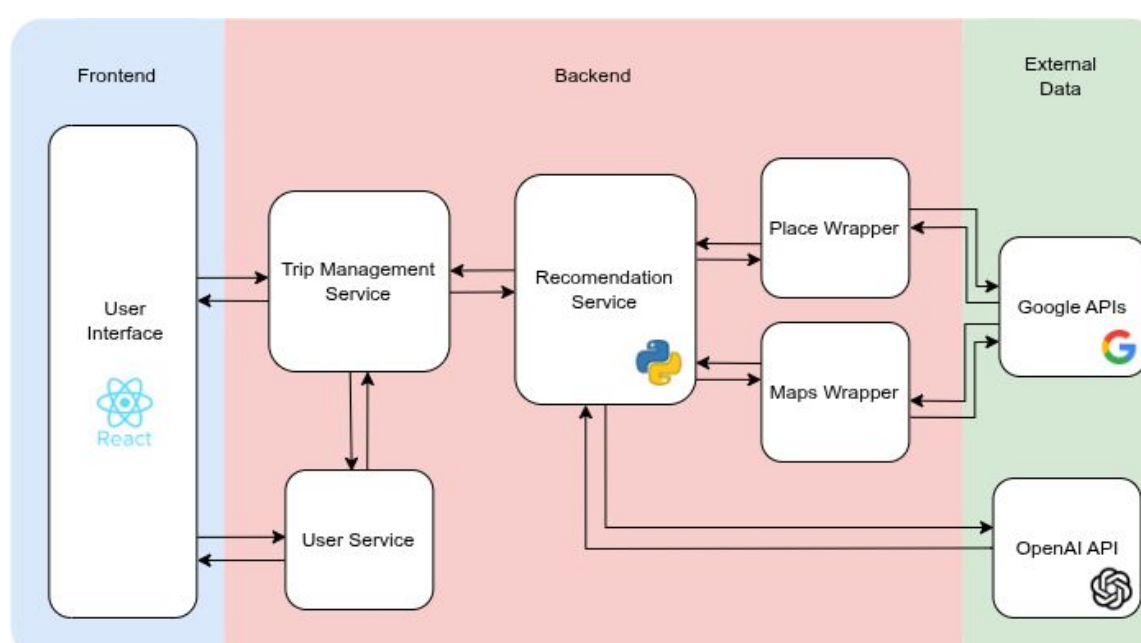 Frontend
Backend
External
Data
User
Interface
React
Trip Management
Service
User Service
Recomendation
Service
Place Wrapper
Maps Wrapper
Google APIs
OpenAI API